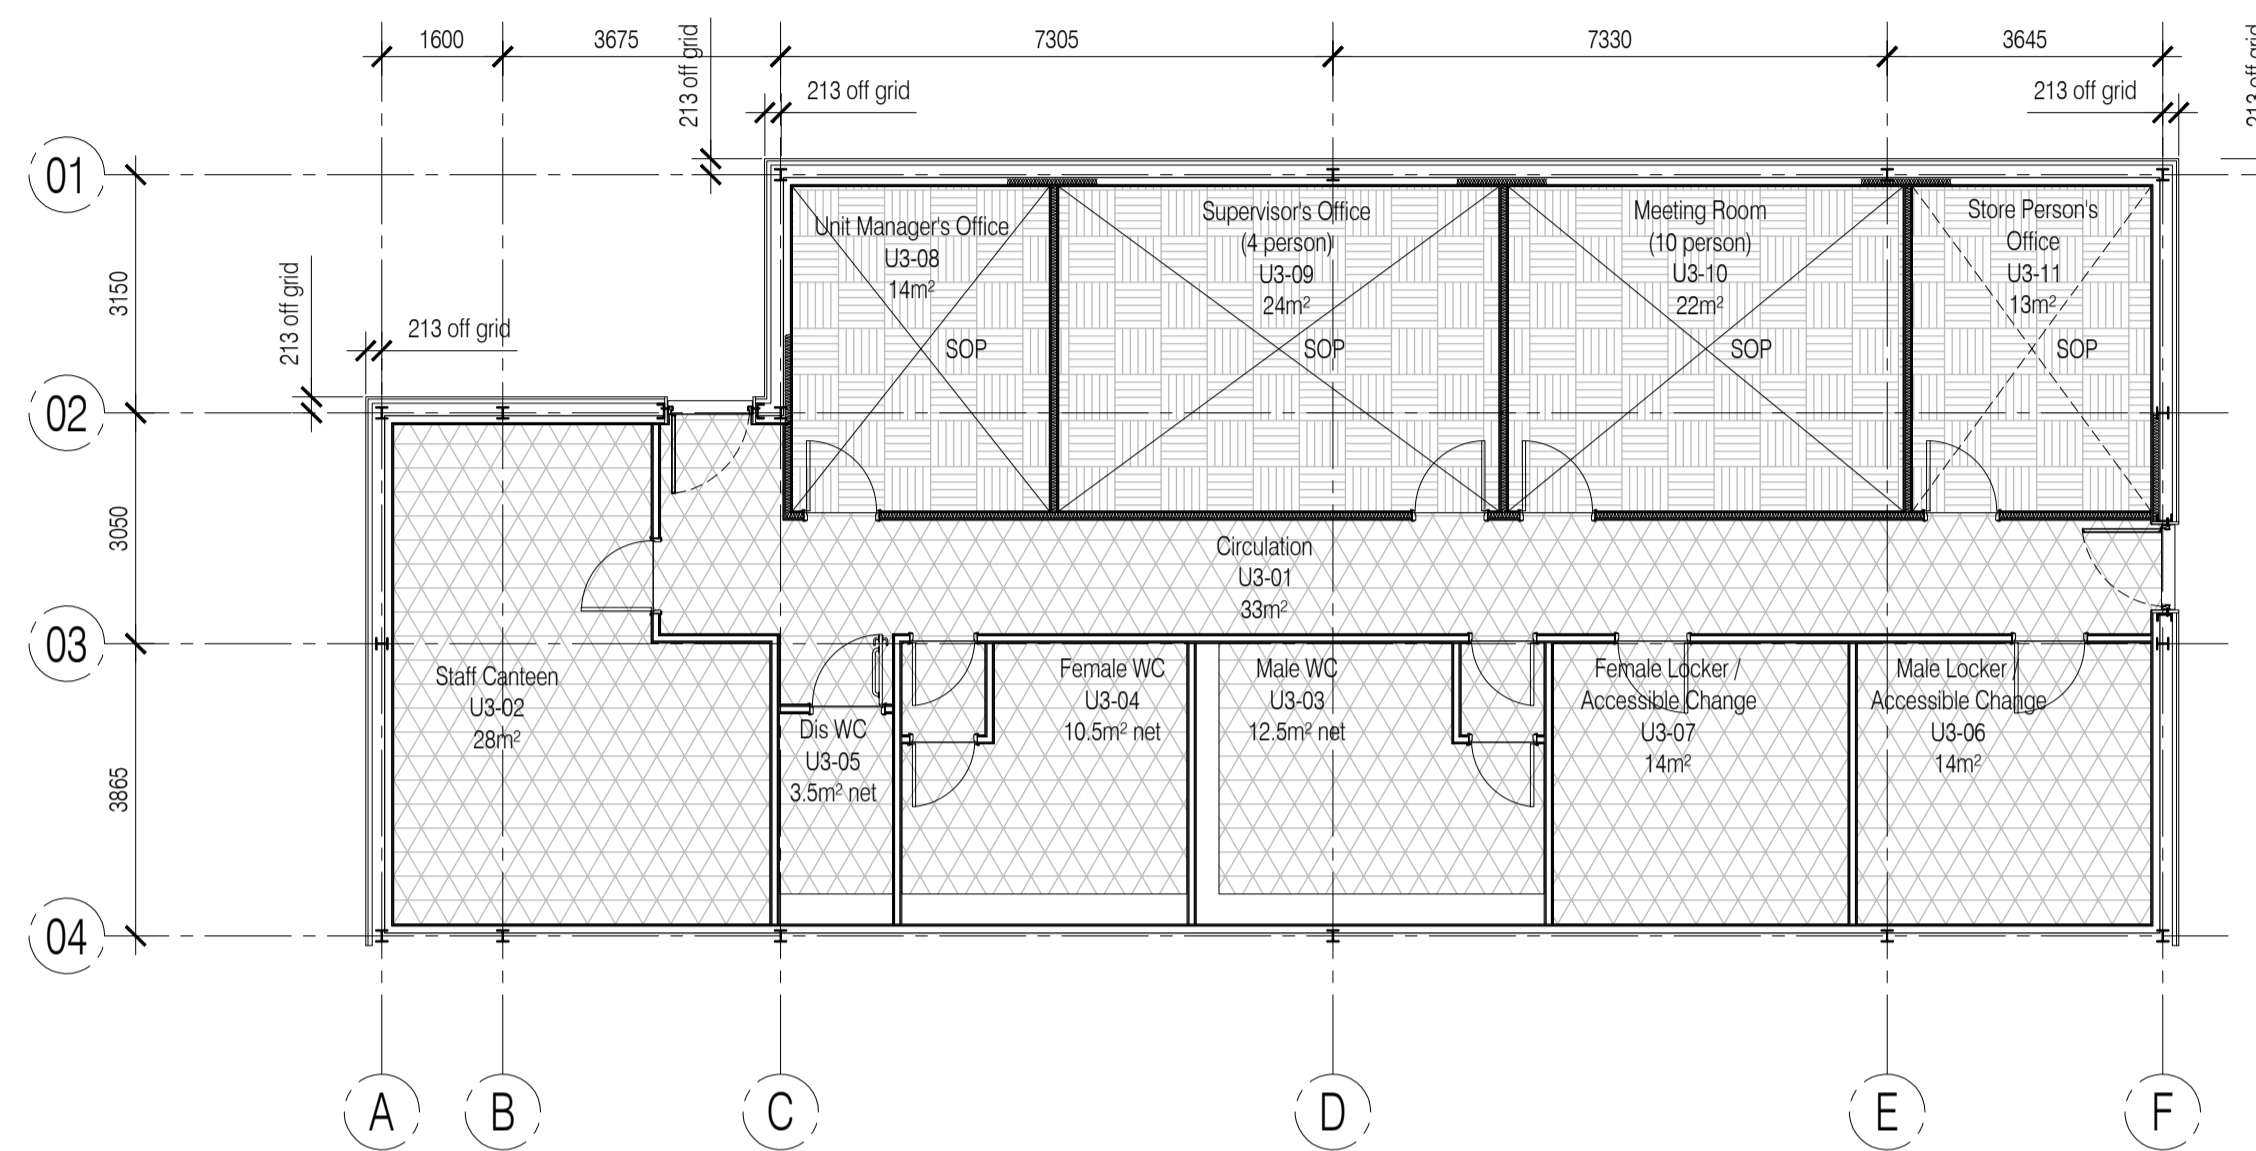 1600
3675
7305
7330
3645
213 off grid
213 off grid
213 off grid
213 off grid
01
3150
213 off grid
213 off grid
02
3050
03
3865
04
Unit Manager's Office
U3-08
14m²
SOP
Supervisor's Office
(4 person)
U3-09
24m²
SOP
Meeting Room
(10 person)
U3-10
22m²
SOP
Store Person's
Office
U3-11
13m²
SOP
Circulation
U3-01
33m²
Staff Canteen
U3-02
28m²
Dis WC
U3-05
3.5m² net
Female WC
U3-04
10.5m² net
Male WC
U3-03
12.5m² net
Female Locker /
Accessible Change
U3-07
14m²
Male Locker /
Accessible Change
U3-06
14m²
A
B
C
D
E
F